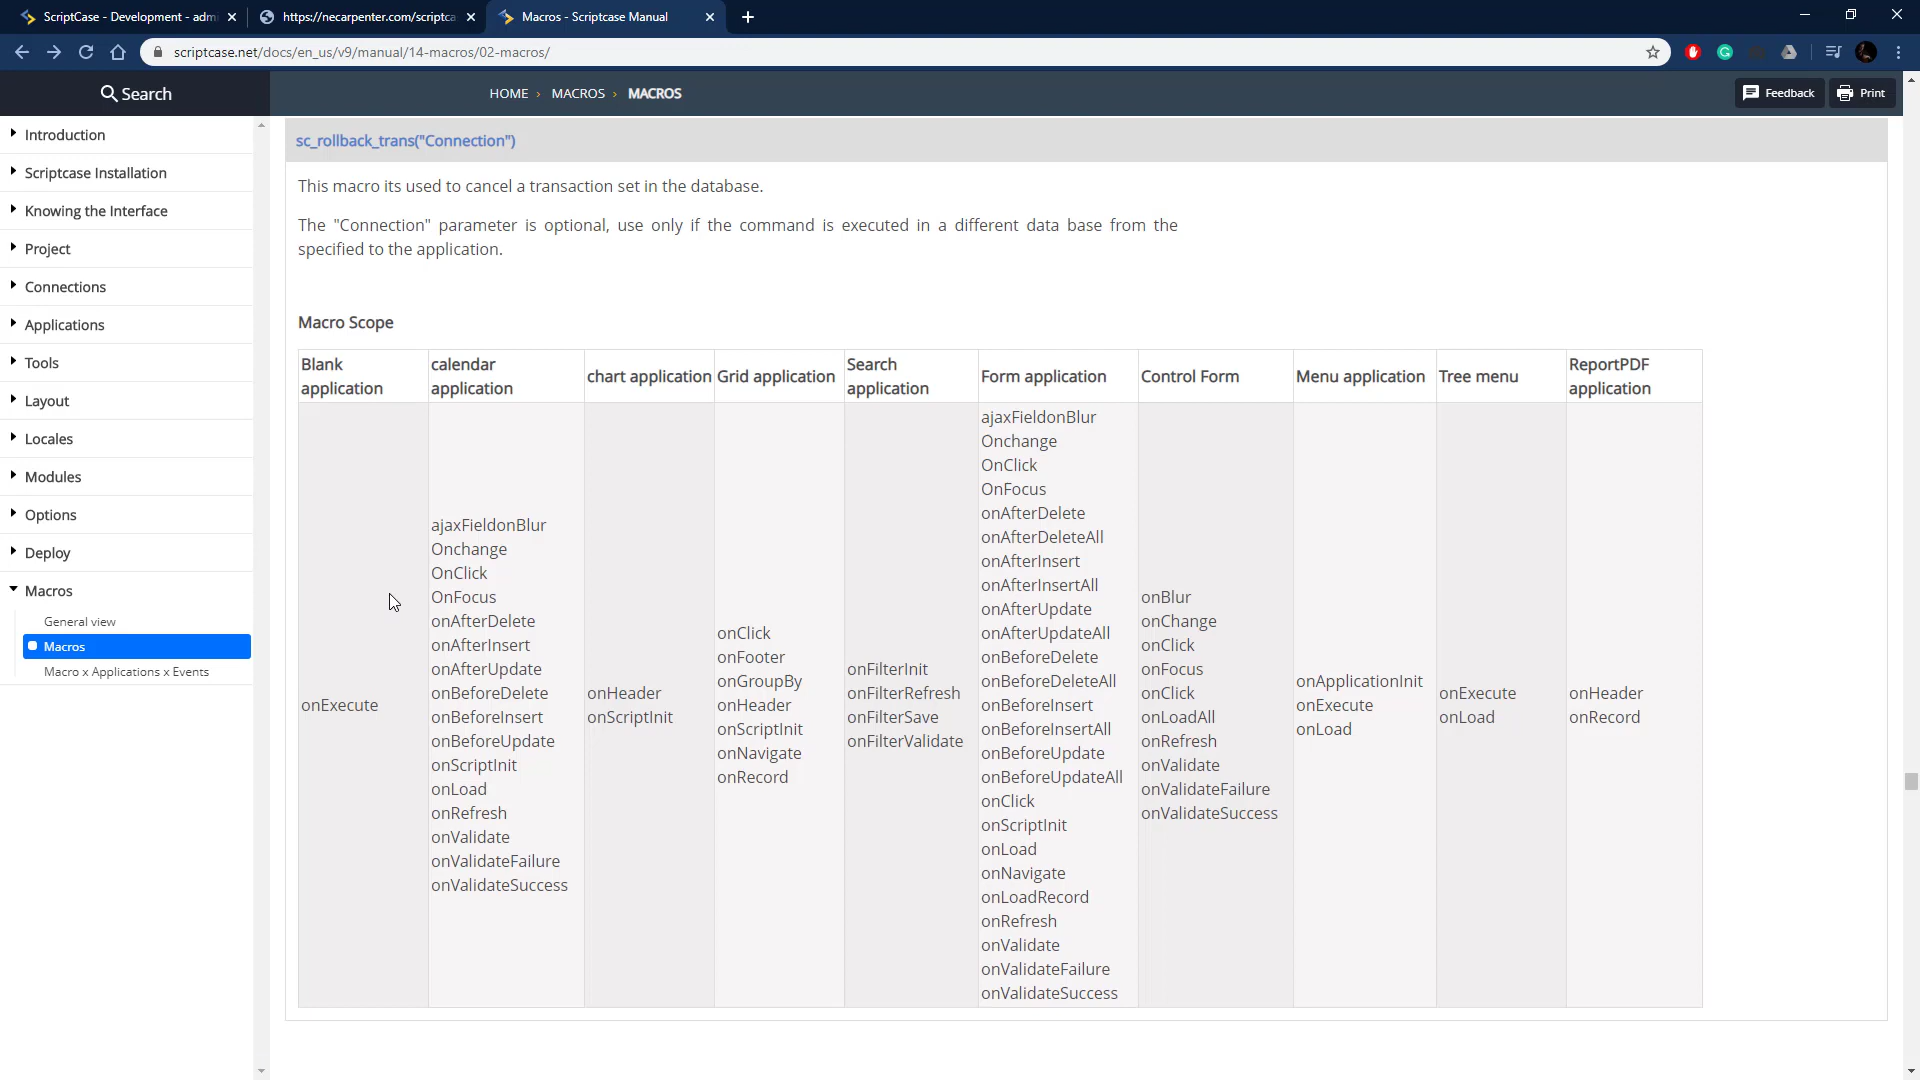 ScriptCase - Development - admi
https://necarpenter.com/scriptca
Macros - Scriptcase Manual
scriptcase.net/docs/en_us/v9/manual/14-macros/02-macros/
Search
HOME › MACROS › MACROS
Feedback
Print
Introduction
Scriptcase Installation
Knowing the Interface
Project
Connections
Applications
Tools
Layout
Locales
Modules
Options
Deploy
Macros
General view
Macros
Macro x Applications x Events
sc_rollback_trans("Connection")
This macro its used to cancel a transaction set in the database.
The "Connection" parameter is optional, use only if the command is executed in a different data base from the
specified to the application.
Macro Scope
Blank
application
calendar
application
chart application
Grid application
Search
application
Form application
Control Form
Menu application
Tree menu
ReportPDF
application
onExecute
ajaxFieldonBlur
Onchange
OnClick
OnFocus
onAfterDelete
onAfterInsert
onAfterUpdate
onBeforeDelete
onBeforeInsert
onBeforeUpdate
onScriptInit
onLoad
onRefresh
onValidate
onValidateFailure
onValidateSuccess
onHeader
onScriptInit
onClick
onFooter
onGroupBy
onHeader
onScriptInit
onNavigate
onRecord
onFilterInit
onFilterRefresh
onFilterSave
onFilterValidate
ajaxFieldonBlur
Onchange
OnClick
OnFocus
onAfterDelete
onAfterDeleteAll
onAfterInsert
onAfterInsertAll
onAfterUpdate
onAfterUpdateAll
onBeforeDelete
onBeforeDeleteAll
onBeforeInsert
onBeforeInsertAll
onBeforeUpdate
onBeforeUpdateAll
onClick
onScriptInit
onLoad
onNavigate
onLoadRecord
onRefresh
onValidate
onValidateFailure
onValidateSuccess
onBlur
onChange
onClick
onFocus
onClick
onLoadAll
onRefresh
onValidate
onValidateFailure
onValidateSuccess
onApplicationInit
onExecute
onLoad
onExecute
onLoad
onHeader
onRecord